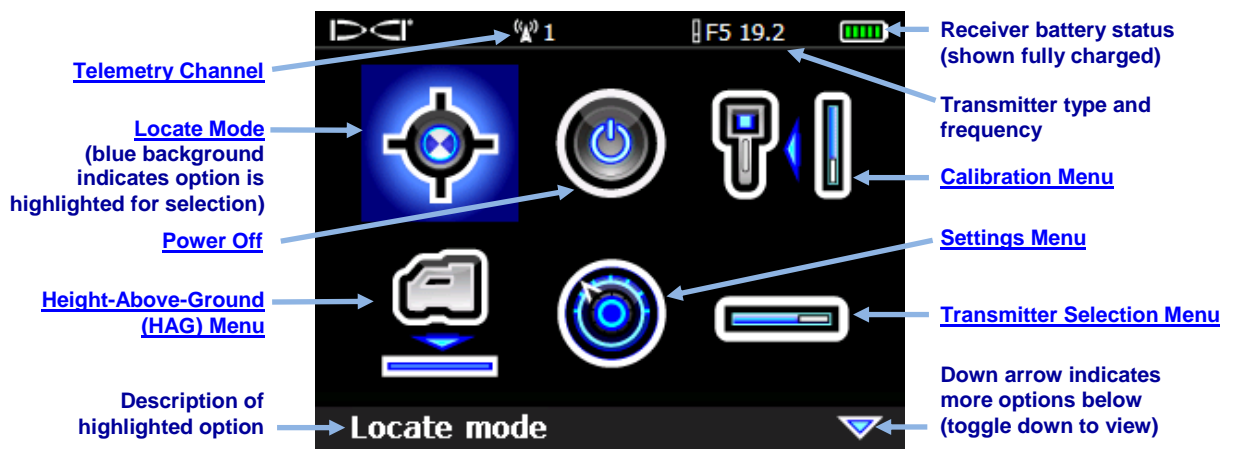 1
F5 19.2
Receiver battery status
(shown fully charged)
Telemetry Channel
Transmitter type and
frequency
Locate Mode
(blue background
indicates option is
highlighted for selection)
Calibration Menu
Power Off
Settings Menu
Height-Above-Ground
(HAG) Menu
Transmitter Selection Menu
Description of
highlighted option
Down arrow indicates
more options below
(toggle down to view)
Locate mode